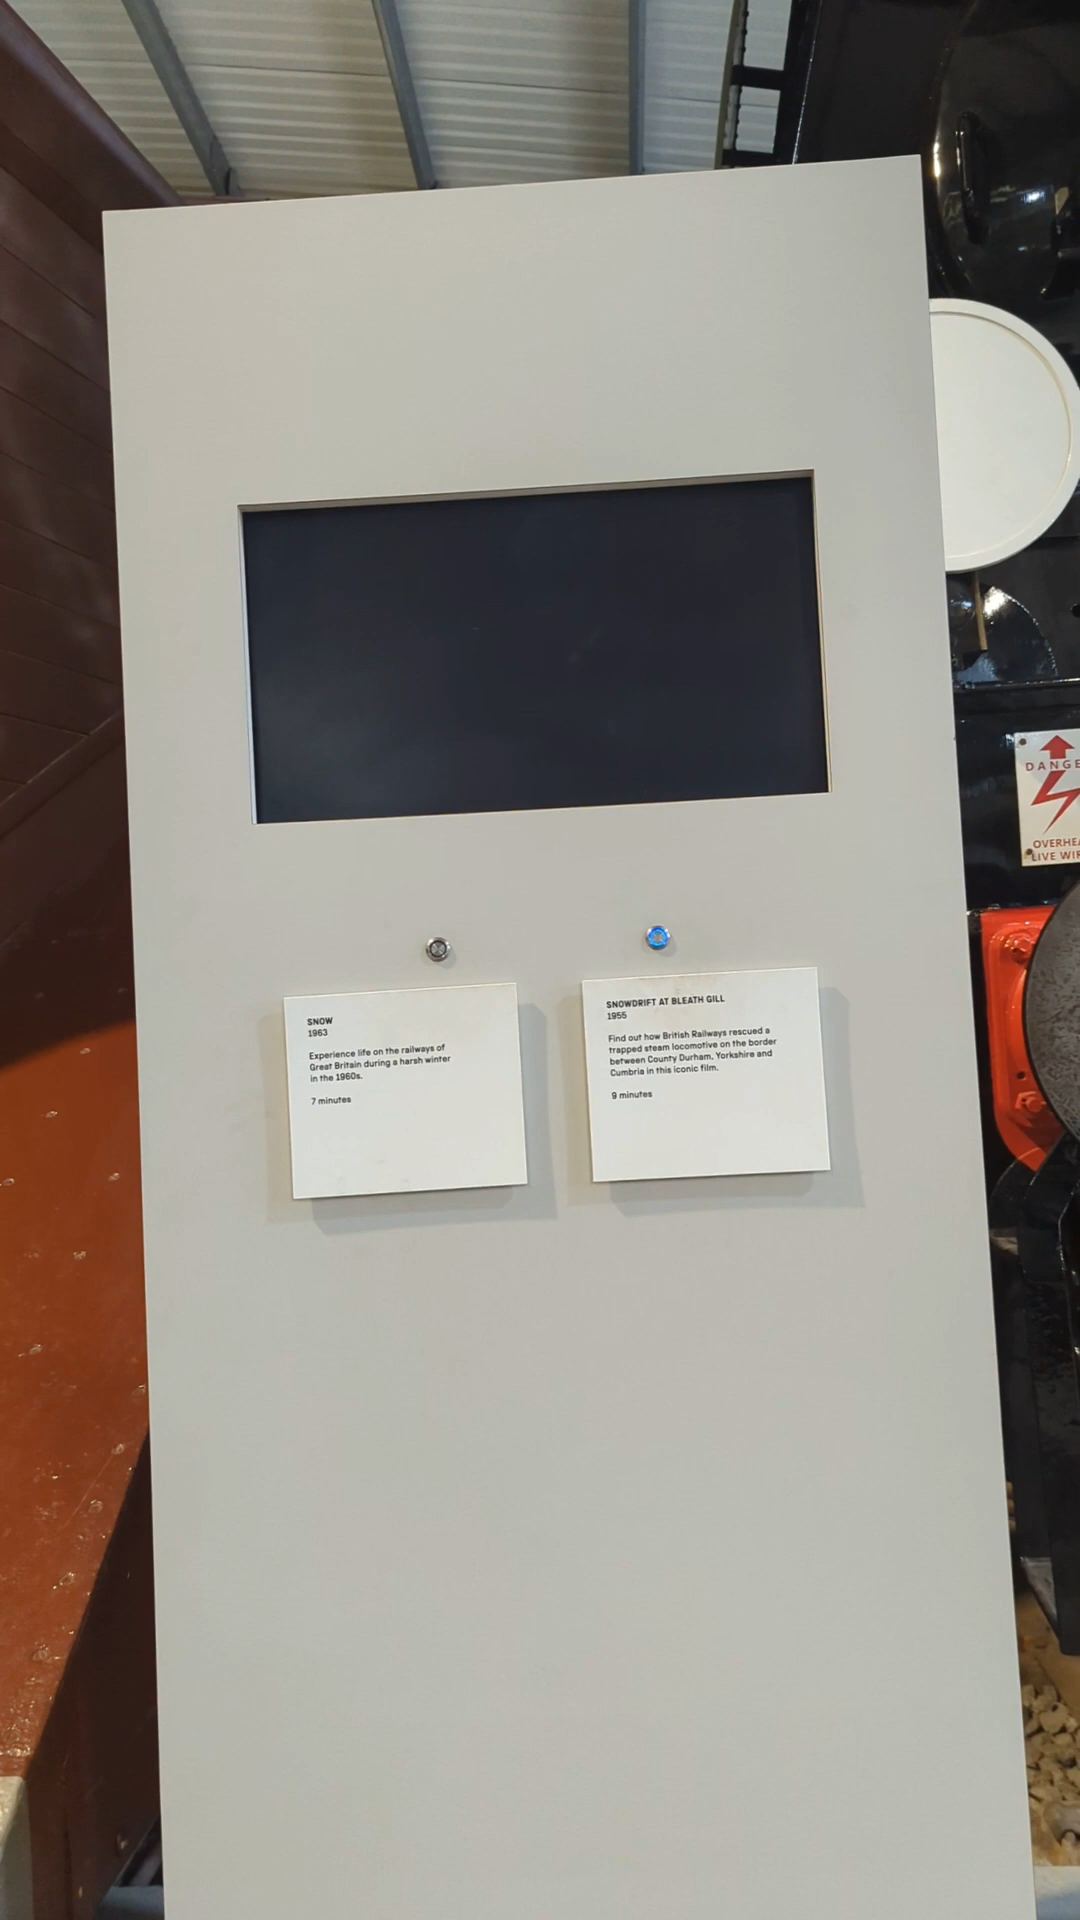 SNOW
1963
Experience life on the railways of
Great Britain during a harsh winter
in the 1960s.
7 minutes
SNOWDRIFT AT BLEATH GILL
1955
Find out how British Railways rescued a
trapped steam locomotive on the border
between County Durham, Yorkshire and
Cumbria in this iconic film.
9 minutes
DANGE
OVERHEA
LIVE WIR